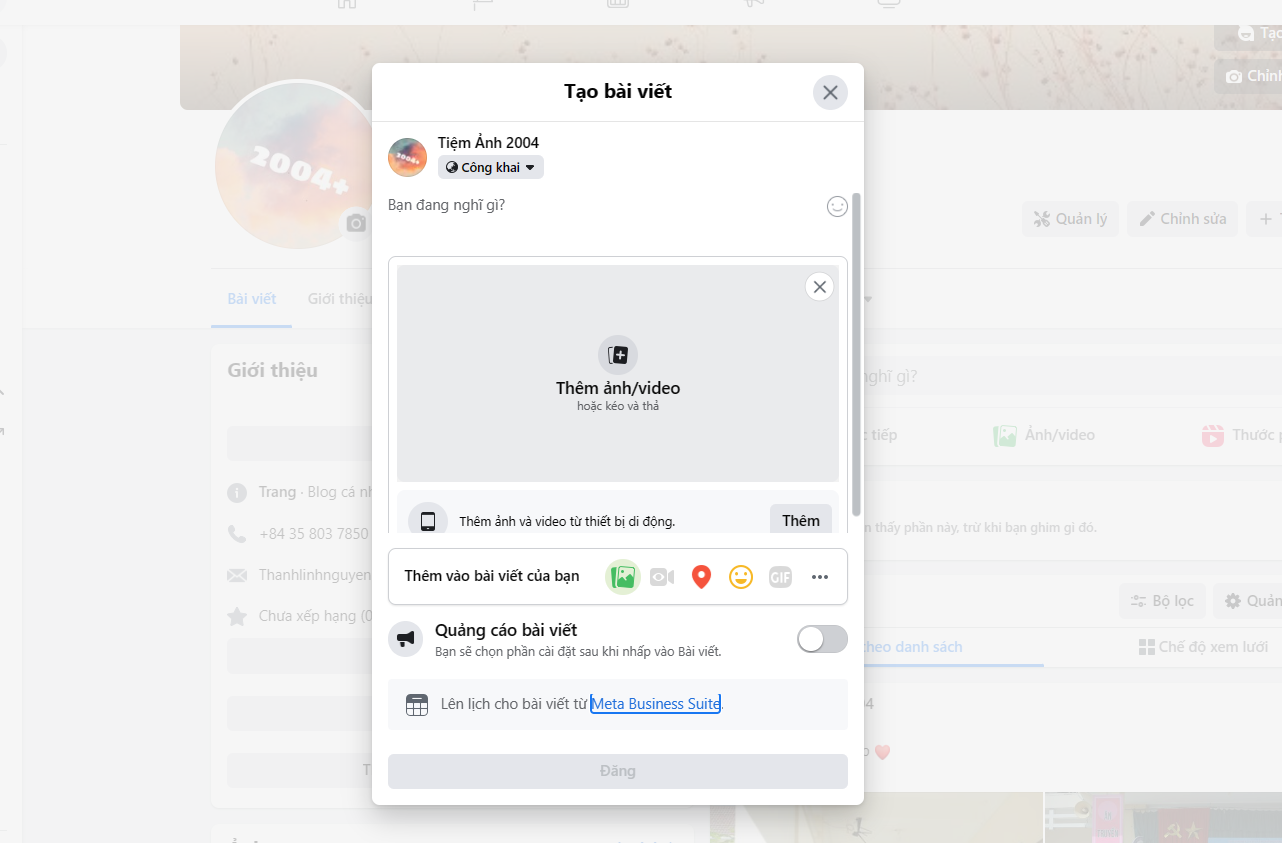 Tạo bài viết
Tiệm Ảnh 2004
Công khai
Bạn đang nghĩ gì?
Thêm ảnh/video
hoặc kéo và thả
Thêm ảnh và video từ thiết bị di động.
Thêm
Thêm vào bài viết của bạn
GIF
Quảng cáo bài viết
Bạn sẽ chọn phần cài đặt sau khi nhấp vào Bài viết.
Lên lịch cho bài viết từ Meta Business Suite.
Đăng
2004+
2004+
Quản lý
Chỉnh sửa
Bài viết
Giới thiệu
Giới thiệu
Trang · Blog cá
+84 35 803 7850
Thanhlinhnguyen
Chưa xếp hạng (0
nghĩ gì?
tiếp
Ảnh/video
Thước
thấy phần này, trừ khi bạn ghim gì đó.
Bộ lọc
theo danh sách
Chế độ xem lưới